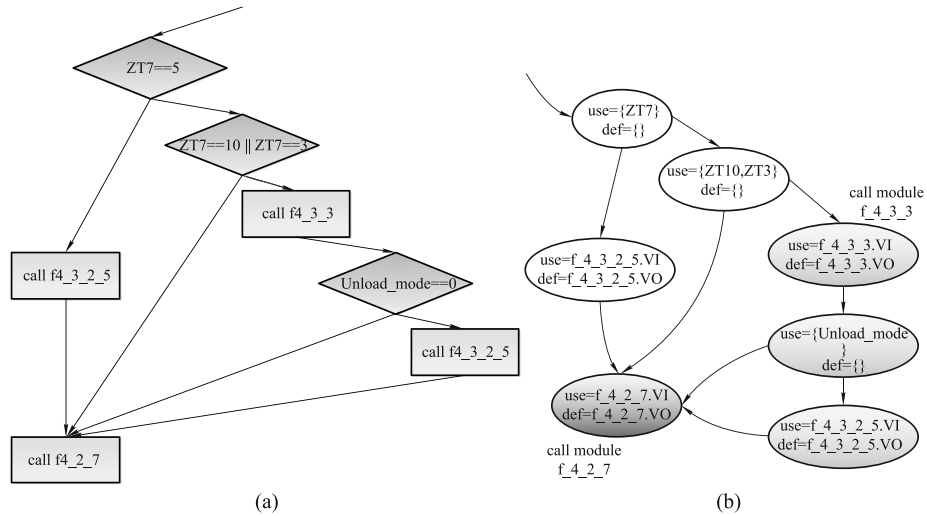 ZT7==5
ZT7==10 || ZT7==3
call f4_3_3
call f4_3_2_5
Unload_mode==0
call f4_3_2_5
call f4_2_7
(a)
use={ZT7}
def={}
use={ZT10,ZT3}
def={}
call module
f_4_3_3
use=f_4_3_3.VI
def=f_4_3_3.VO
use=f_4_3_2_5.VI
def=f_4_3_2_5.VO
use={Unload_mode
}
def={}
use=f_4_2_7.VI
def=f_4_2_7.VO
use=f_4_3_2_5.VI
def=f_4_3_2_5.VO
call module
f_4_2_7
(b)